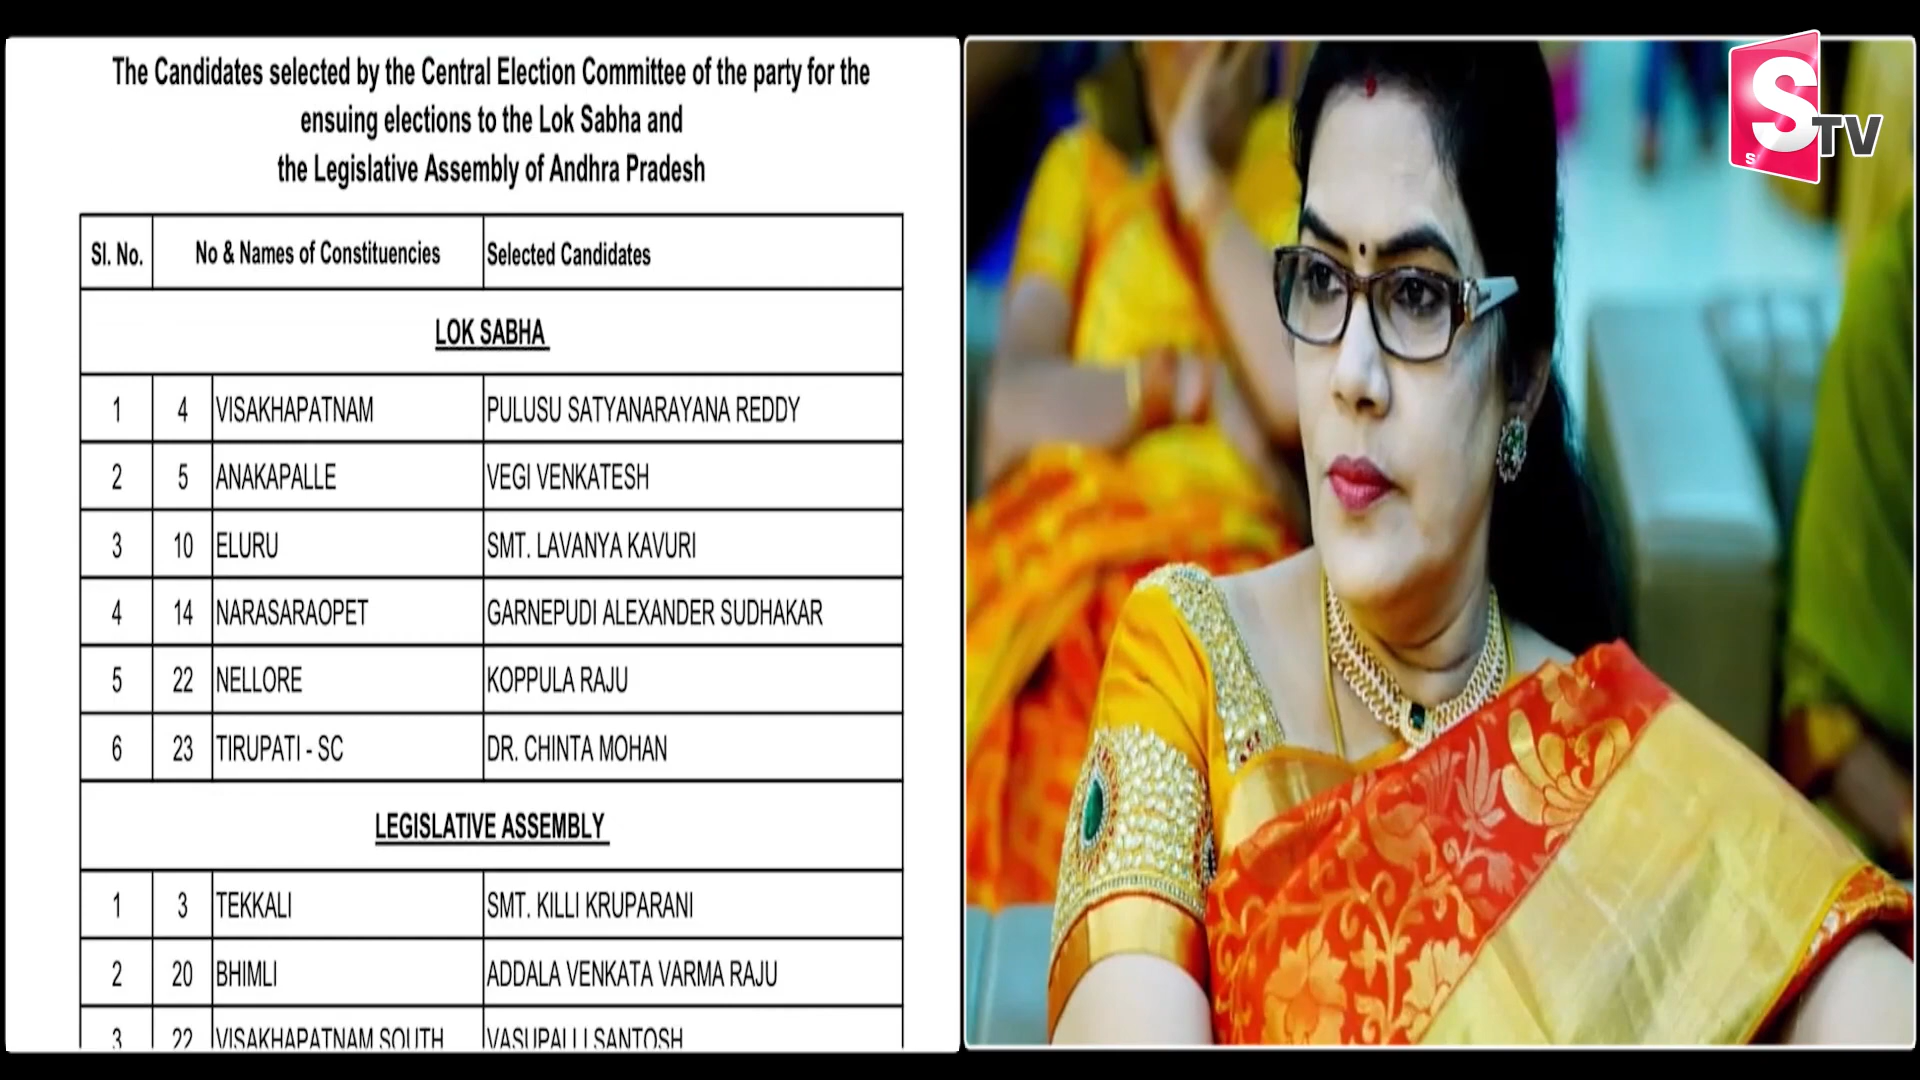 The Candidates selected by the Central Election Committee of the party for the
ensuing elections to the Lok Sabha and
the Legislative Assembly of Andhra Pradesh
Sl. No. No & Names of Constituencies Selected Candidates
LOK SABHA
1 4 VISAKHAPATNAM PULUSU SATYANARAYANA REDDY
2 5 ANAKAPALLE VEGI VENKATESH
3 10 ELURU SMT. LAVANYA KAVURI
4 14 NARASARAOPET GARNEPUDI ALEXANDER SUDHAKAR
5 22 NELLORE KOPPULA RAJU
6 23 TIRUPATI - SC DR. CHINTA MOHAN
LEGISLATIVE ASSEMBLY
1 3 TEKKALI SMT. KILLI KRUPARANI
2 20 BHIMLI ADDALA VENKATA VARMA RAJU
3 22 VISAKHAPATNAM SOUTH VASUPALLI SANTOSH
S TV